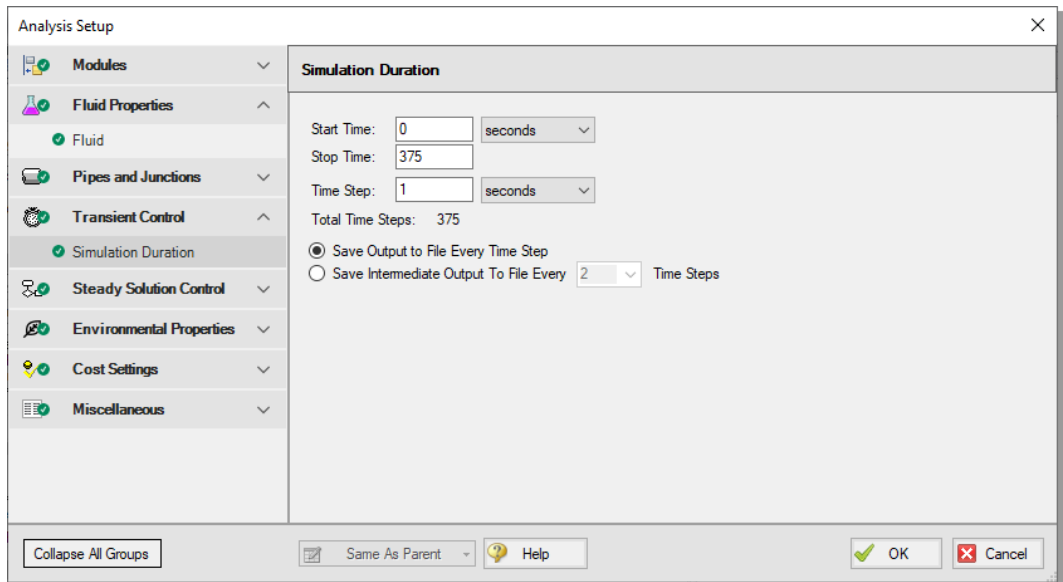 Analysis Setup
Modules
Fluid Properties
Fluid
Pipes and Junctions
Transient Control
Simulation Duration
Steady Solution Control
Environmental Properties
Cost Settings
Miscellaneous
Simulation Duration
Start Time: 0 seconds
Stop Time: 375
Time Step: 1 seconds
Total Time Steps: 375
Save Output to File Every Time Step
Save Intermediate Output To File Every 2 Time Steps
Collapse All Groups
Same As Parent
Help
OK
Cancel